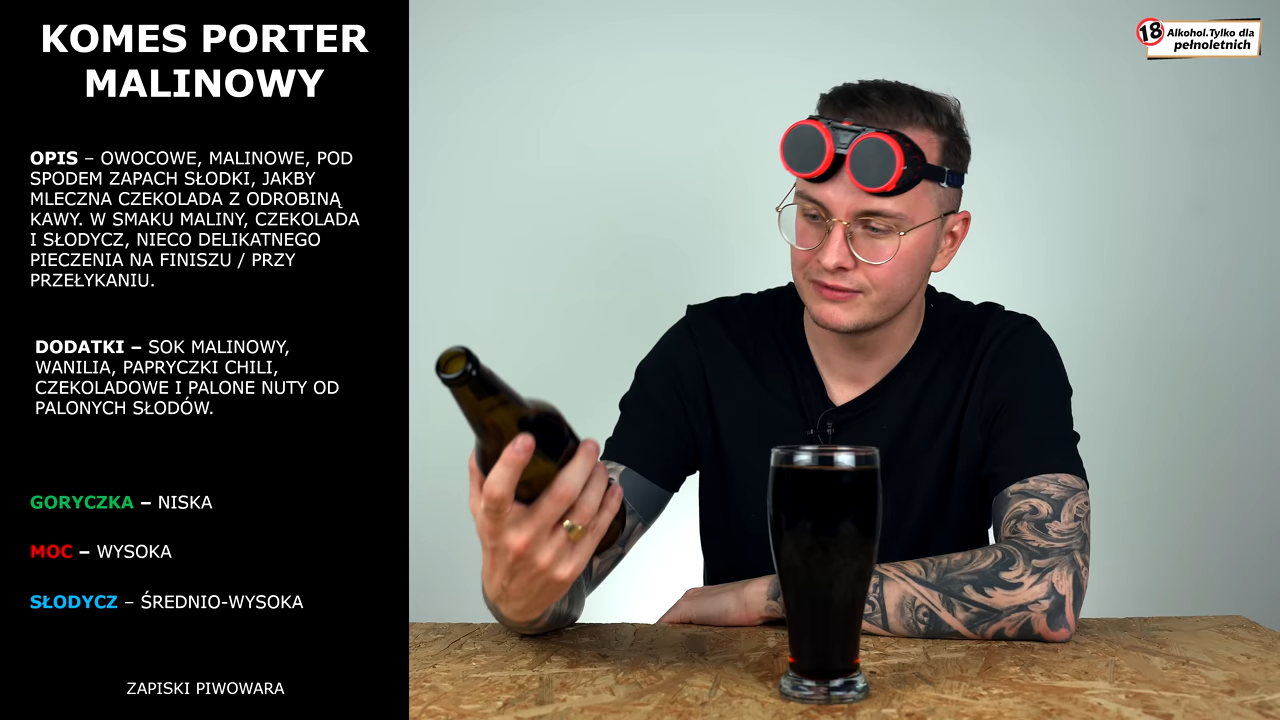 KOMES PORTER
MALINOWY
OPIS – OWOCOWE, MALINOWE, POD
SPODEM ZAPACH SŁODKI, JAKBY
MLECZNA CZEKOLADA Z ODROBINĄ
KAWY. W SMAKU MALINY, CZEKOLADA
I SŁODYCZ, NIECO DELIKATNEGO
PIECZENIA NA FINISZU / PRZY
PRZEŁYKANIU.
DODATKI – SOK MALINOWY,
WANILIA, PAPRYCZKI CHILI,
CZEKOLADOWE I PALONE NUTY OD
PALONYCH SŁODÓW.
GORYCZKA – NISKA
MOC – WYSOKA
SŁODYCZ – ŚREDNIO-WYSOKA
ZAPISKI PIWOWARA
18 Alkohol.Tylko dla
pełnoletnich